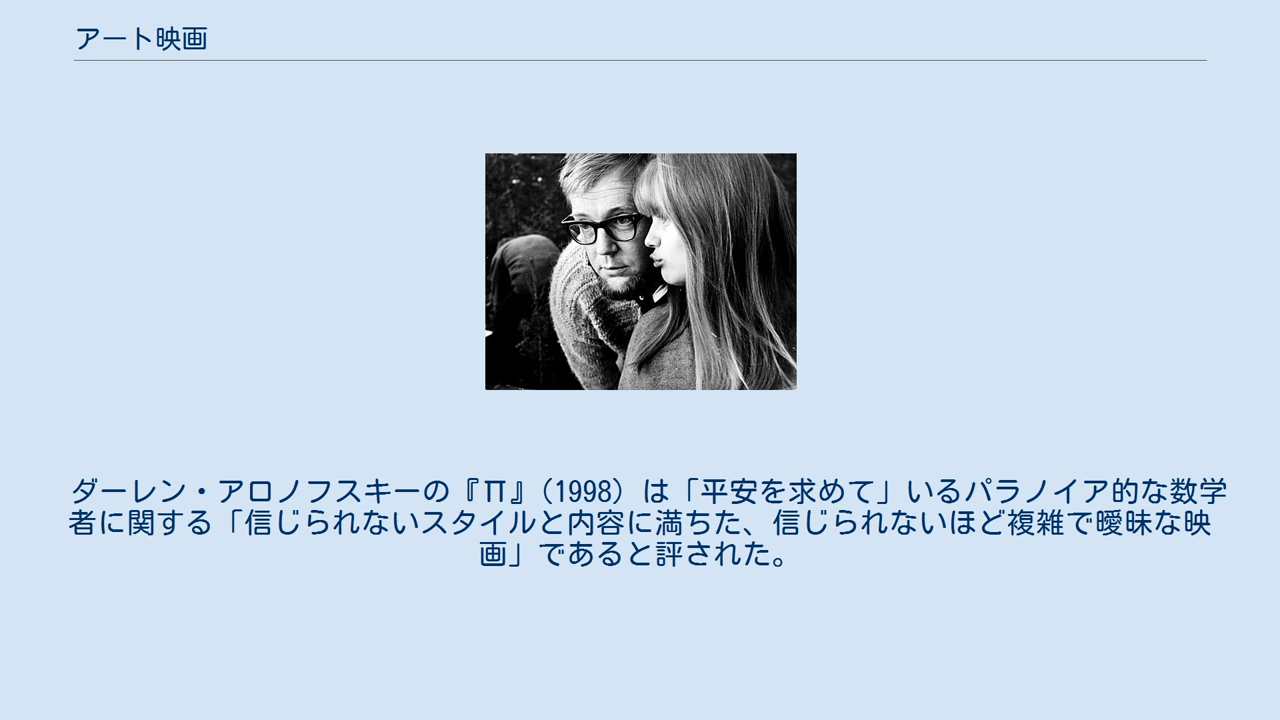 アート映画
ダーレン・アロノフスキーの『π』（1998）は「平安を求めて」いるパラノイア的な数学
者に関する「信じられないスタイルと内容に満ちた、信じられないほど複雑で曖昧な映
画」であると評された。